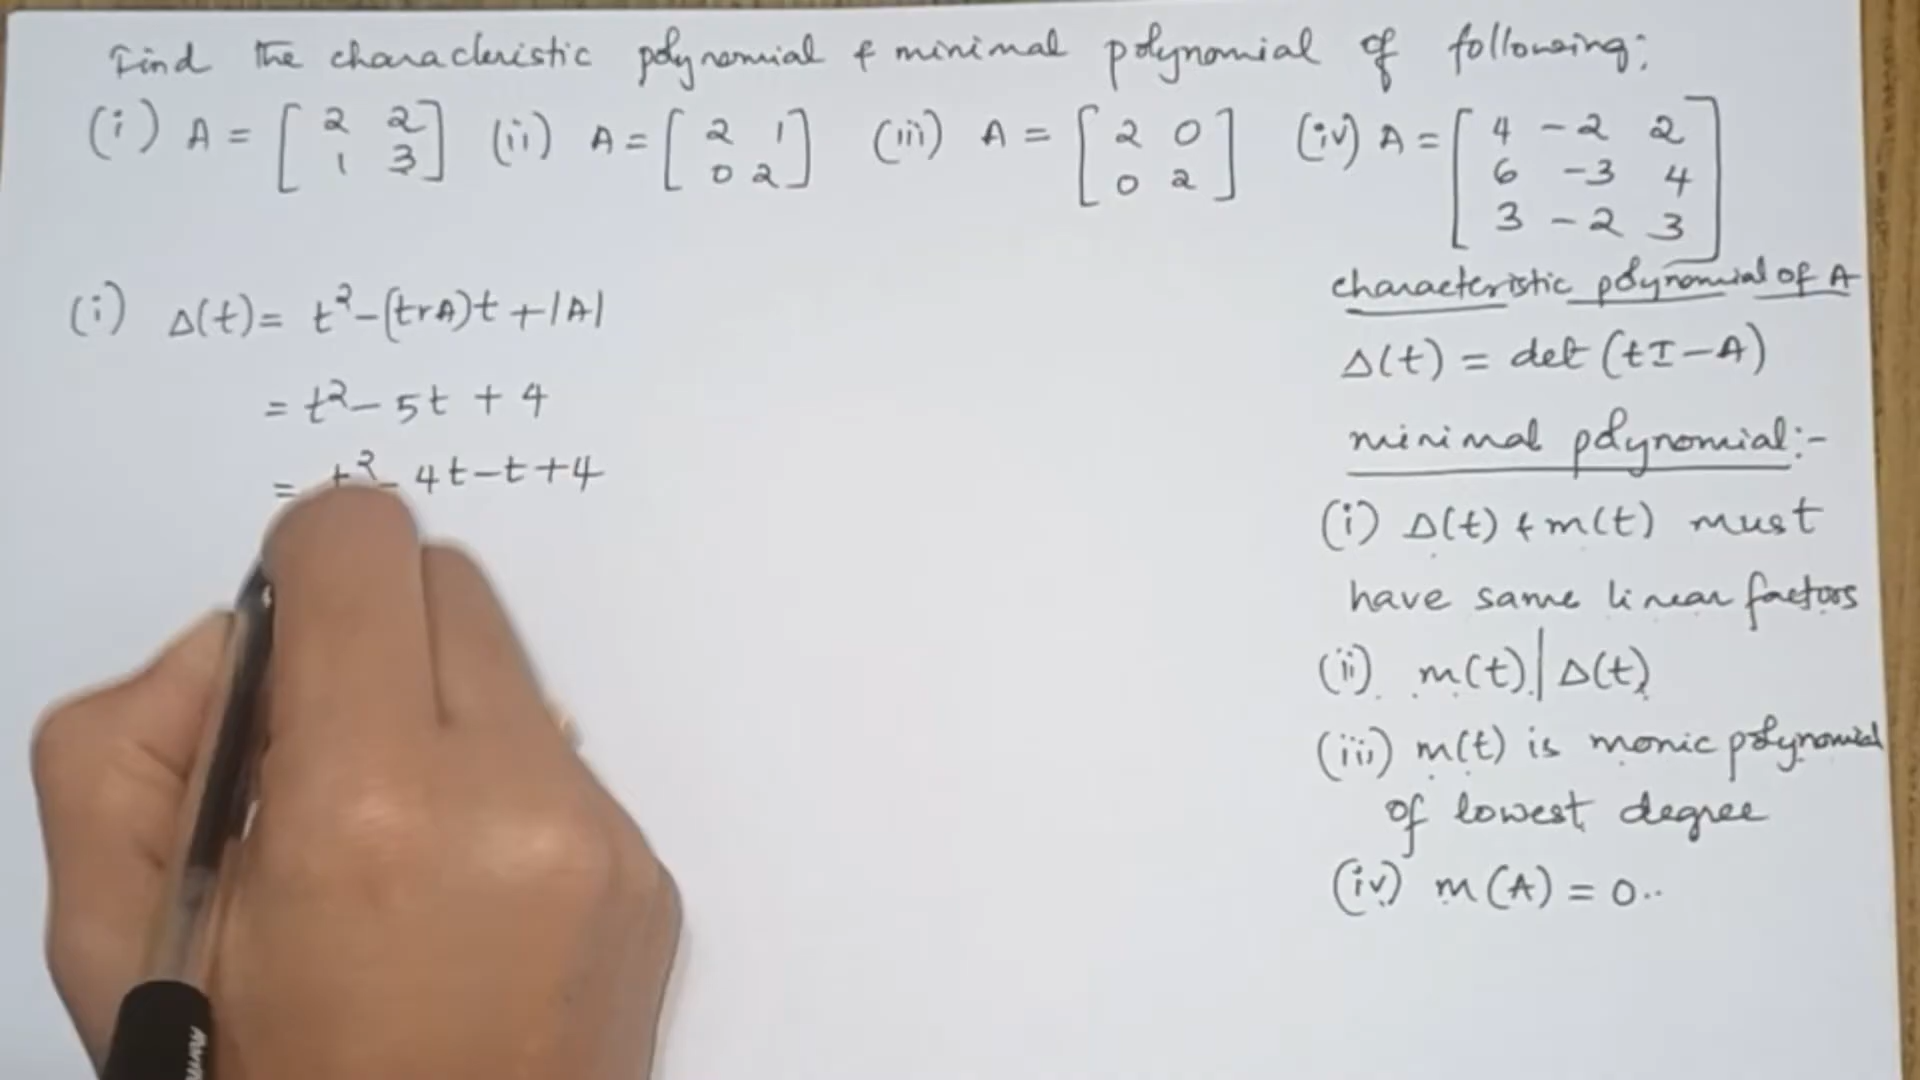 Find the characteristic polynomial & minimal polynomial of following:
(i) A = [ 2 2 (ii) A = [ 2 1 (iii) A = [ 2 0 (iv) A = [ 4 -2 2
1 3 ] 0 2 ] 0 2 ] 6 -3 4
3 -2 3 ]
(i) Δ(t) = t² - (trA)t + |A|
= t² - 5t + 4
= t² - 4t - t + 4
characteristic polynomial of A
Δ(t) = det (tI - A)
minimal polynomial:-
(i) Δ(t) & m(t) must
have same linear factors
(ii) m(t) | Δ(t)
(iii) m(t) is monic polynomial
of lowest degree
(iv) m(A) = 0..